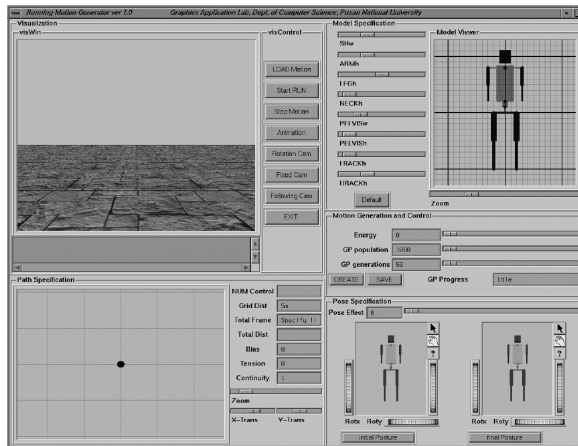 Running Motion Generator ver 1.0 Graphics Application Lab, Dept. of Computer Science, Pusan National University
Visualization
visWin
visControl
LOAD Motion
Start RUN
Stop Motion
Animation
Rotation Cam
Fixed Cam
Following Cam
EXIT
Model Specification
SHw
ARMh
LEGh
NECKh
PELVISw
PELVISh
LBACKh
UBACKh
Default
Model Viewer
Zoom
Motion Generation and Control
Energy 0
GP population 1000
GP generations 50
CREATE SAVE GP Progress Idle
Path Specification
NUM Control
Grid Dist 5m
Total Frame Specify !!
Total Dist
Bias 0
Tension 0
Continuity 1
Zoom
X-Trans Y-Trans
Pose Specification
Pose Effect 0
?
?
Rotx Roty
Rotx Roty
Initial Posture
final Posture